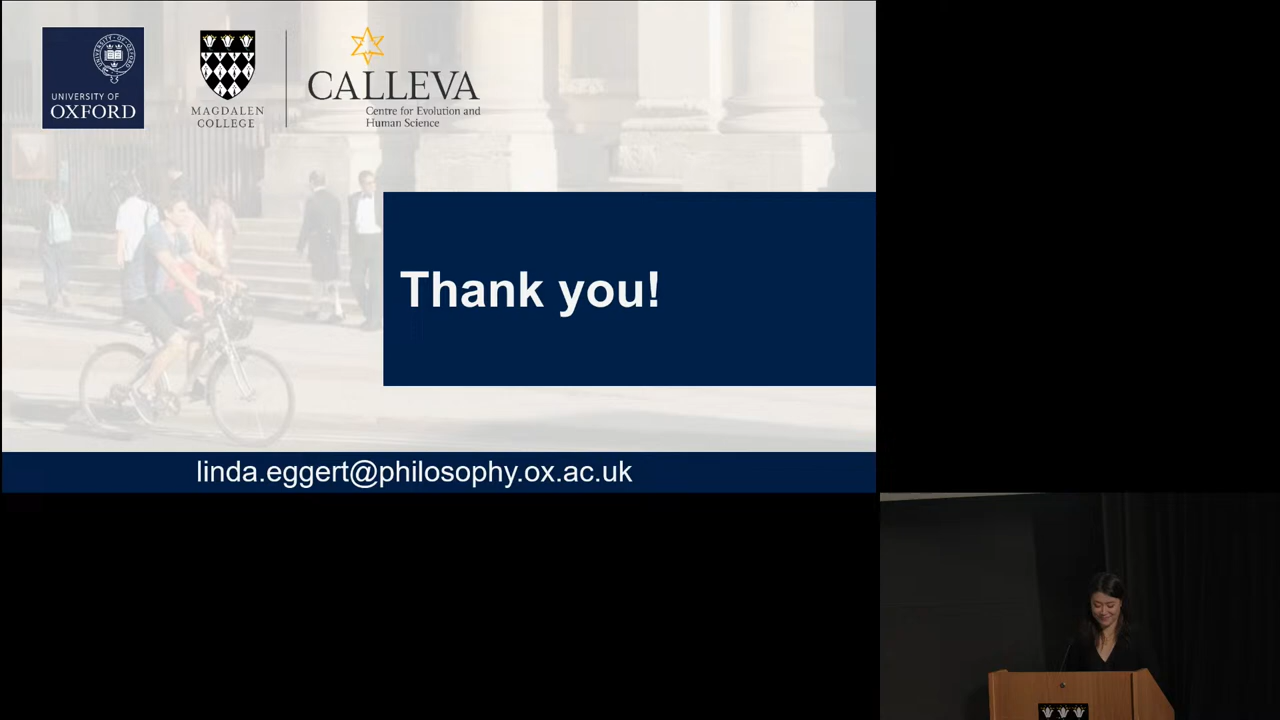 UNIVERSITY OF
OXFORD
MAGDALEN
COLLEGE
CALLEVA
Centre for Evolution and
Human Science
Thank you!
linda.eggert@philosophy.ox.ac.uk